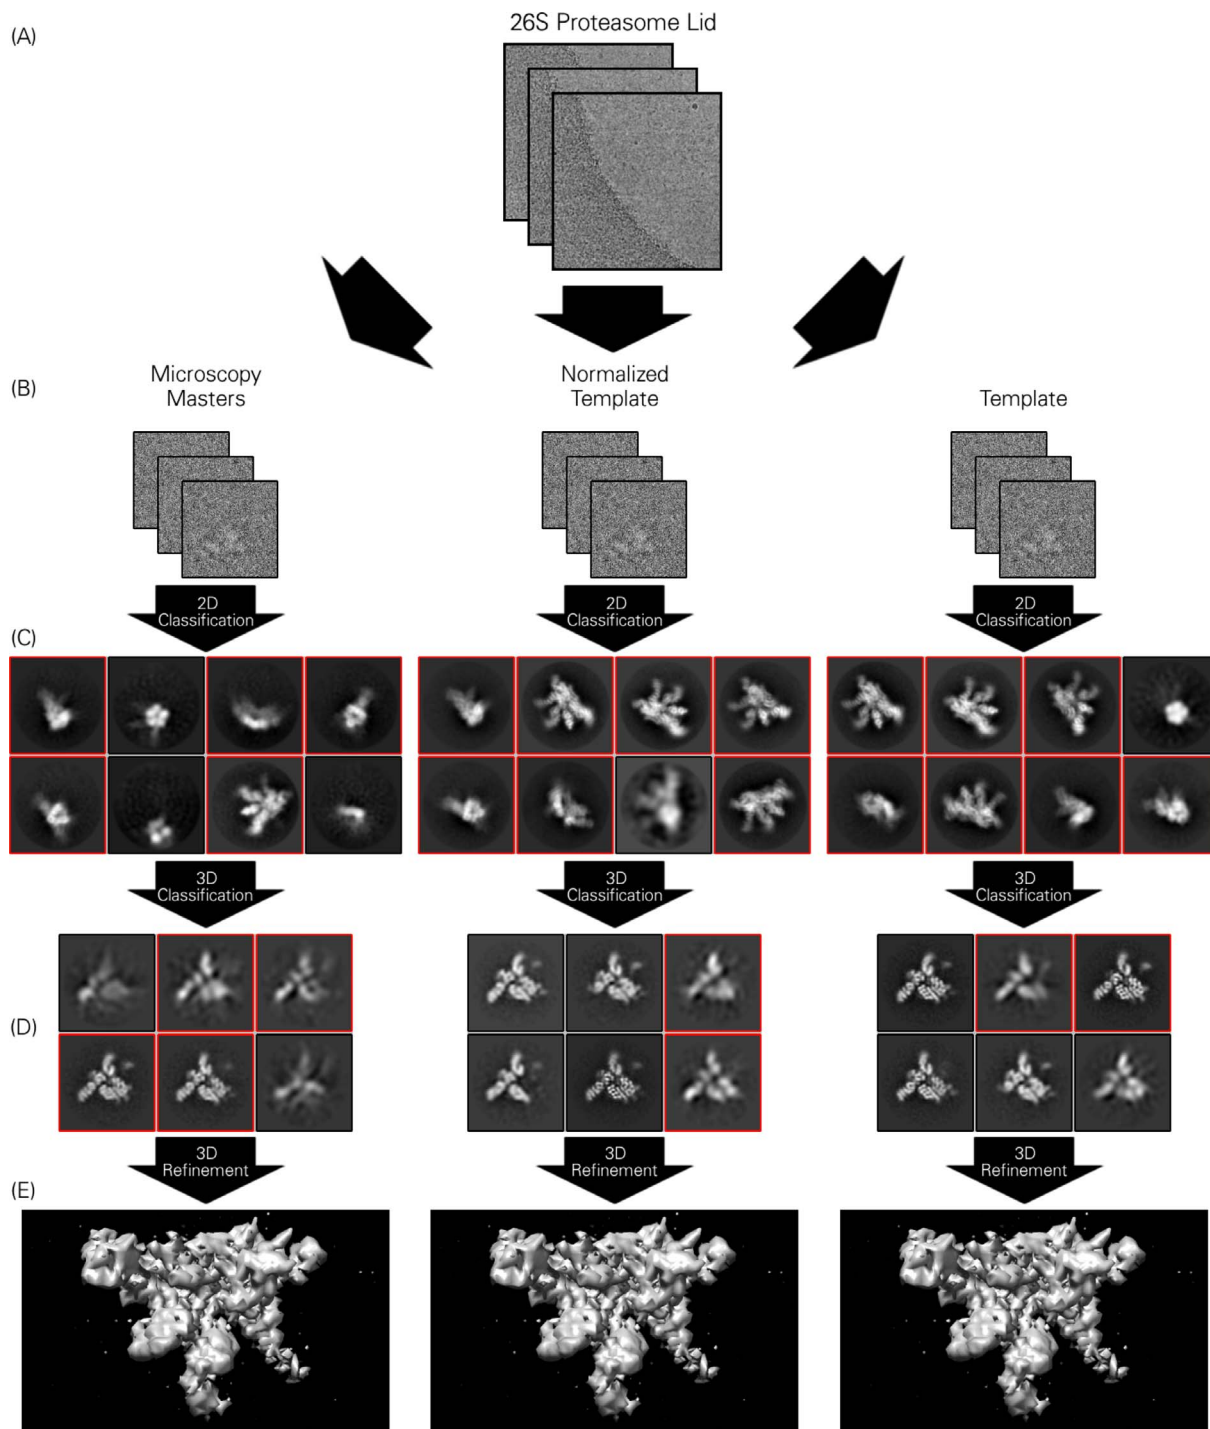 (A)
26S Proteasome Lid
(B)
Microscopy
Masters
Normalized
Template
Template
2D
Classification
2D
Classification
2D
Classification
(C)
3D
Classification
3D
Classification
3D
Classification
(D)
3D
Refinement
3D
Refinement
3D
Refinement
(E)